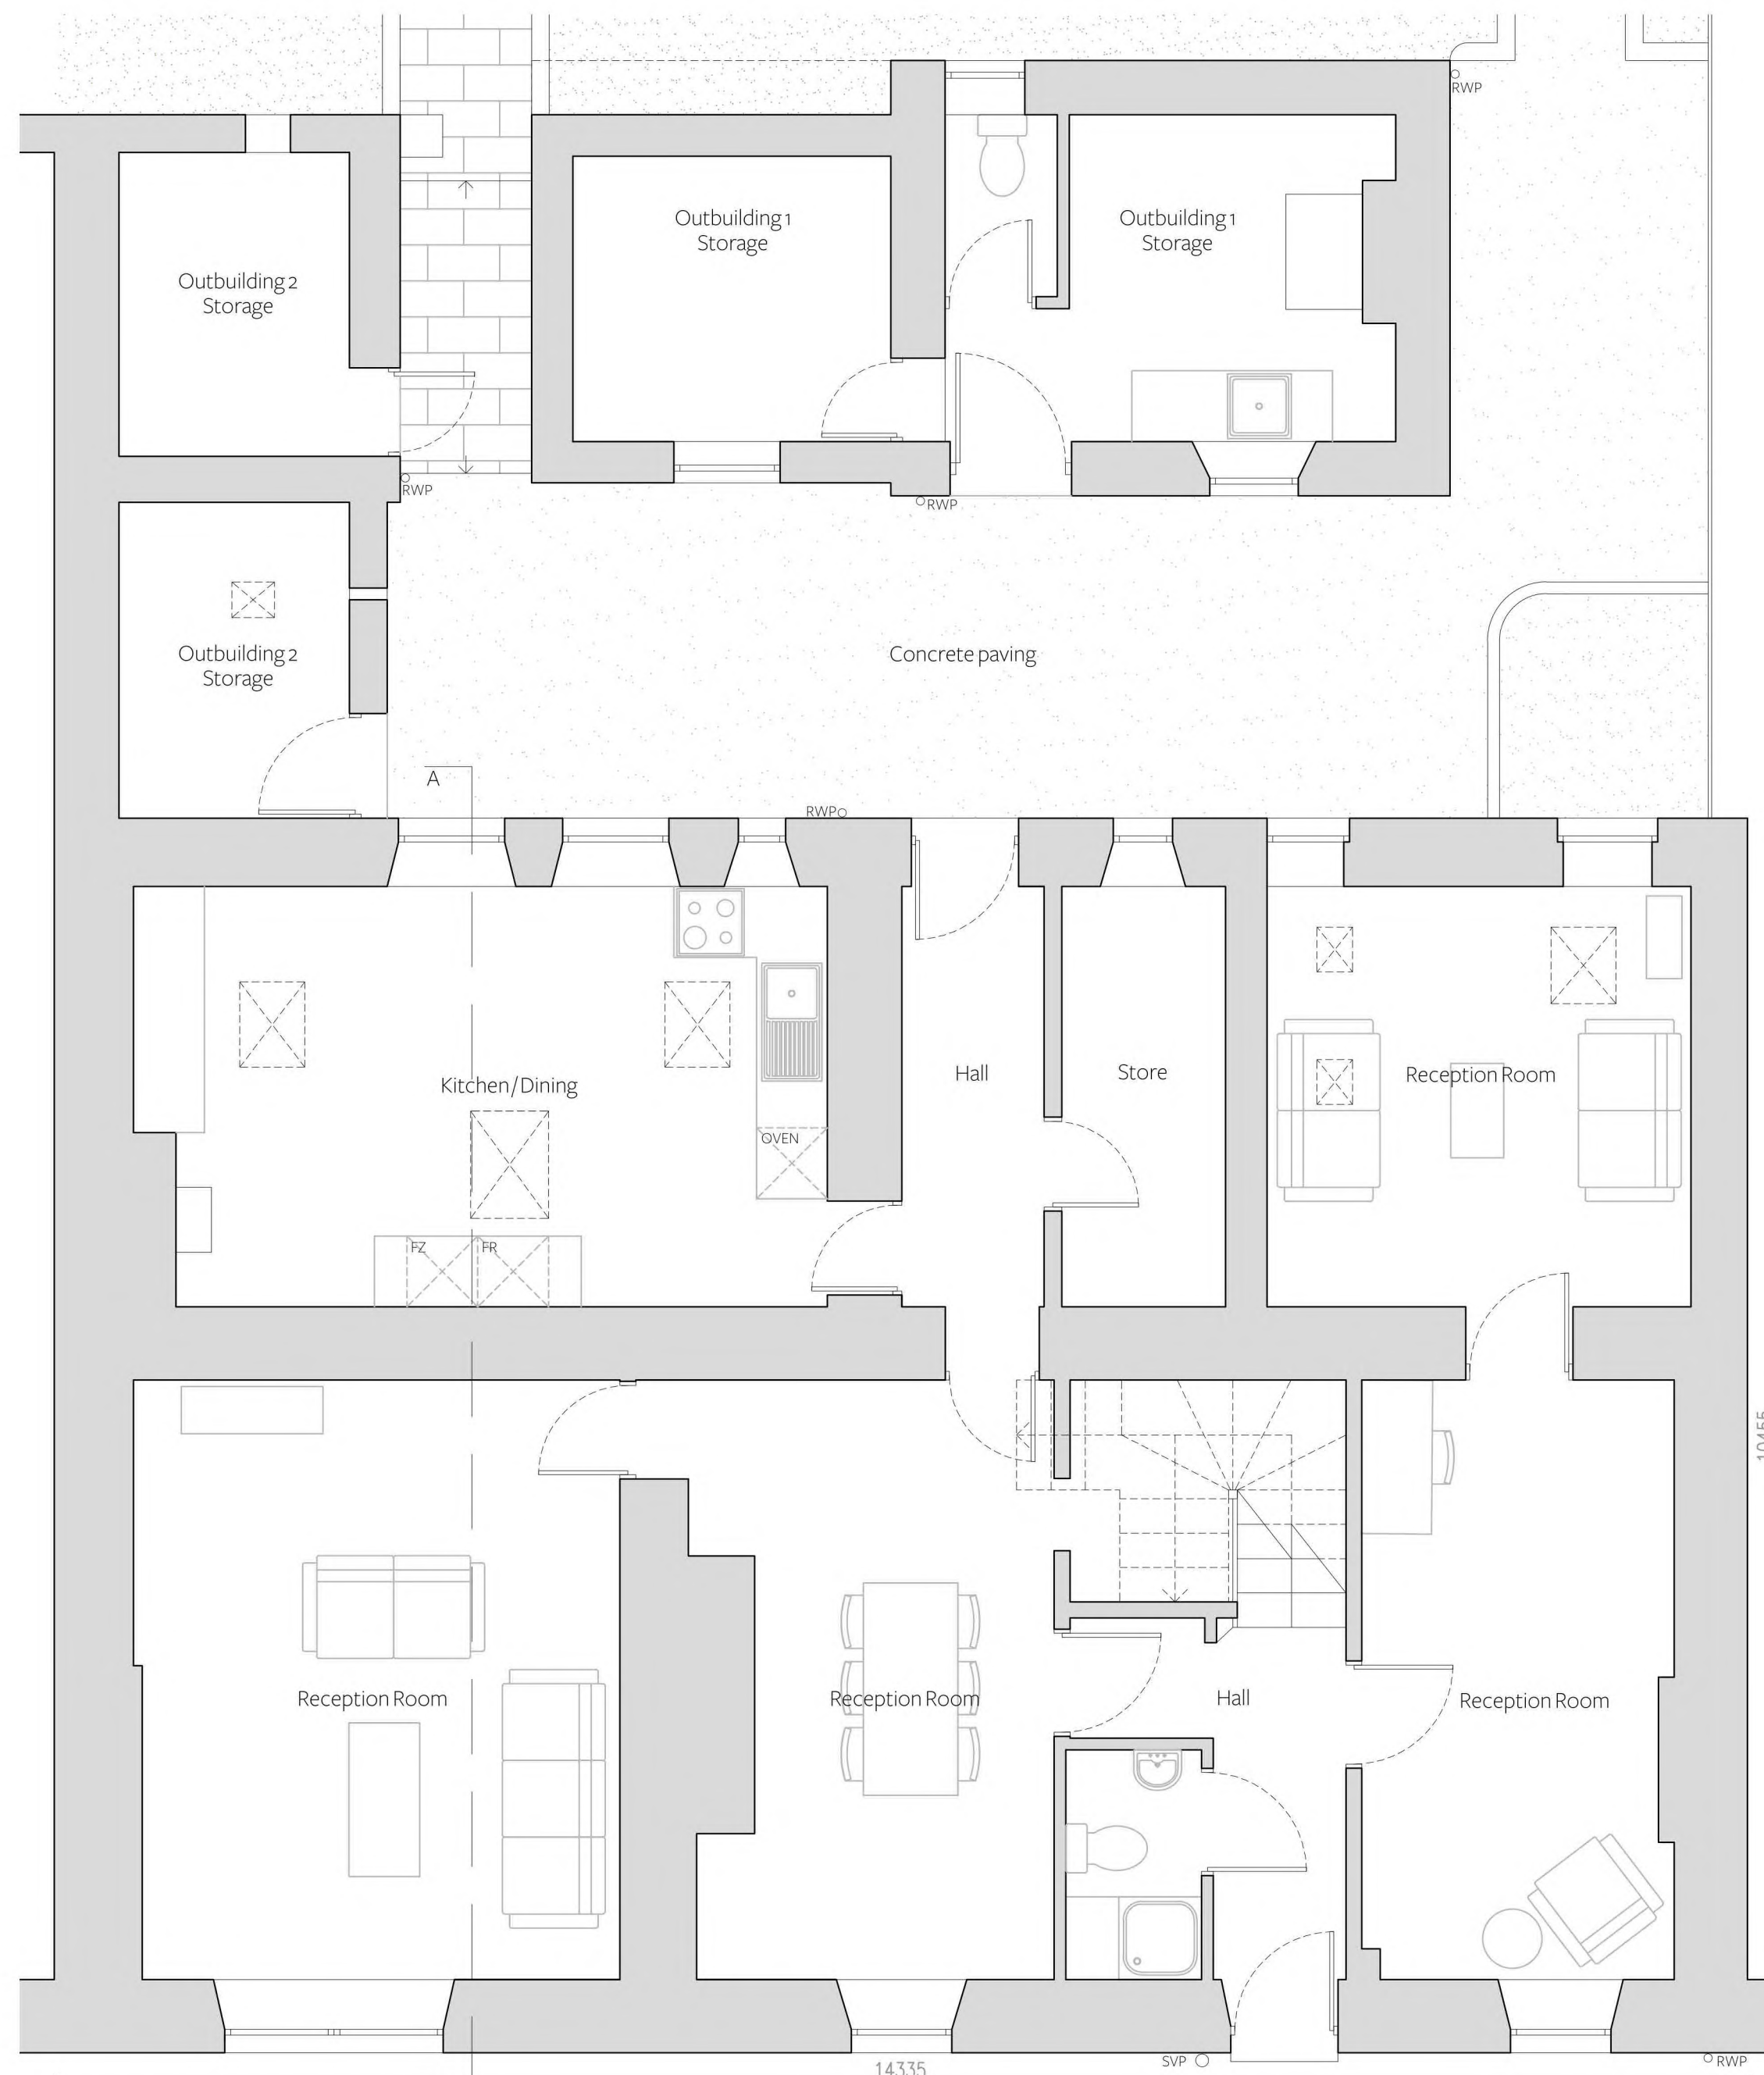 RWP
Outbuilding 1
Storage
Outbuilding 1
Storage
Outbuilding 2
Storage
RWP
RWP
Outbuilding 2
Storage
Concrete paving
A
RWP
Kitchen/Dining
Hall
Store
Reception Room
OVEN
FZ
FR
10455
Reception Room
Reception Room
Hall
Reception Room
SVP
RWP
14335